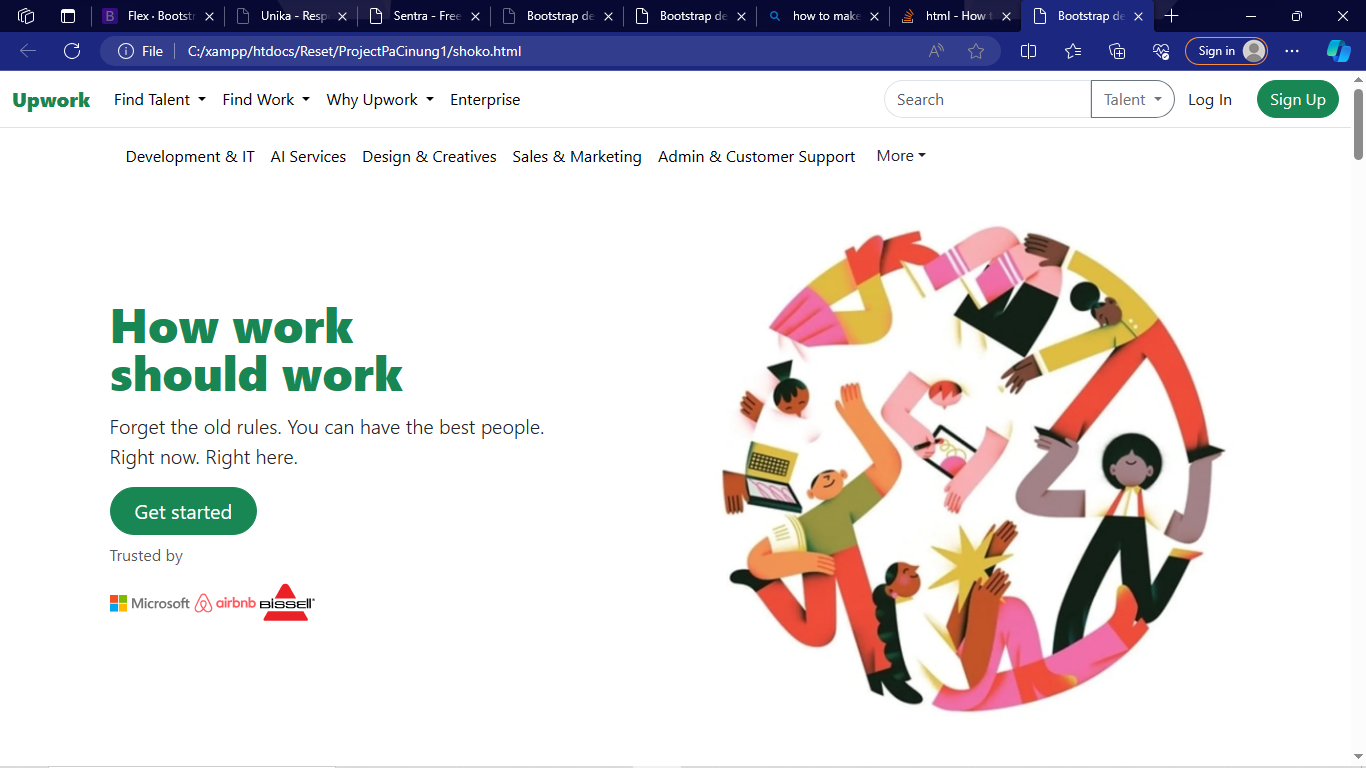 Flex · Bootst
Unika - Resp
Sentra - Free
Bootstrap de
Bootstrap de
how to make
html - How t
Bootstrap de
File
C:/xampp/htdocs/Reset/ProjectPaCinung1/shoko.html
Sign in
Upwork
Find Talent
Find Work
Why Upwork
Enterprise
Search
Talent
Log In
Sign Up
Development & IT
AI Services
Design & Creatives
Sales & Marketing
Admin & Customer Support
More
How work
should work
Forget the old rules. You can have the best people.
Right now. Right here.
Get started
Trusted by
Microsoft
airbnb
BISSELL